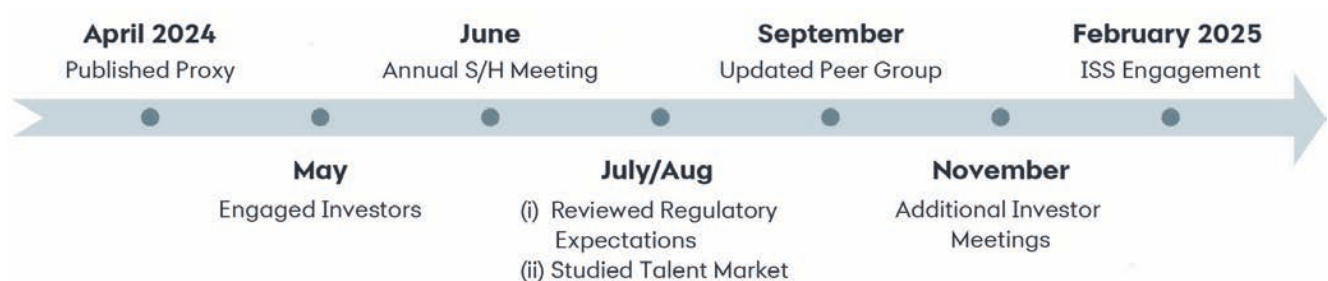 April 2024
Published Proxy
June
Annual S/H Meeting
September
Updated Peer Group
February 2025
ISS Engagement
May
Engaged Investors
July/Aug
(i) Reviewed Regulatory
Expectations
(ii) Studied Talent Market
November
Additional Investor
Meetings